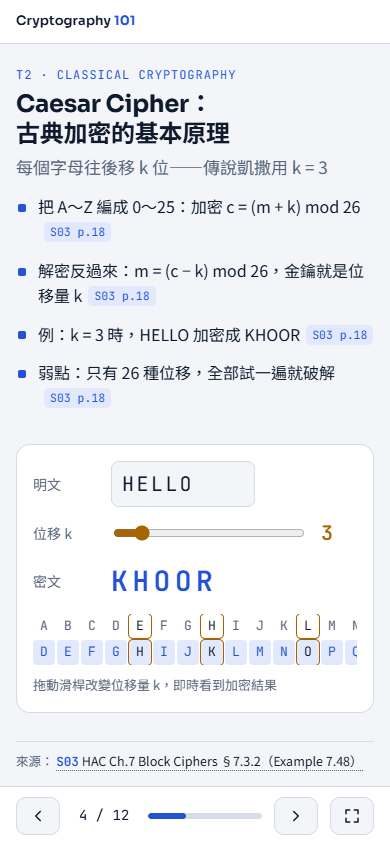 Cryptography 101
T2 · CLASSICAL CRYPTOGRAPHY
Caesar Cipher：
古典加密的基本原理
每個字母往後移 k 位——傳說凱撒用 k = 3
把 A～Z 編成 0～25：加密 c = (m + k) mod 26
S03 p.18
解密反過來：m = (c − k) mod 26，金鑰就是位
移量 k S03 p.18
例：k = 3 時，HELLO 加密成 KHOOR S03 p.18
弱點：只有 26 種位移，全部試一遍就破解
S03 p.18
明文 HELLO
位移 k 3
密文 KHOOR
A B C D E F G H I J K L M N
D E F G H I J K L M N O P Q
拖動滑桿改變位移量 k，即時看到加密結果
來源： S03 HAC Ch.7 Block Ciphers §7.3.2（Example 7.48）
4 / 12